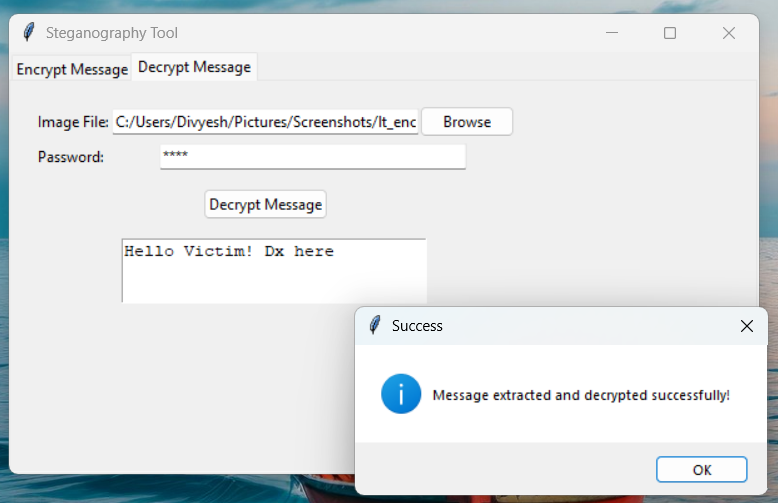 Steganography Tool
Encrypt Message Decrypt Message
Image File: C:/Users/Divyesh/Pictures/Screenshots/lt_enc Browse
Password: ****
Decrypt Message
Hello Victim! Dx here
Success
Message extracted and decrypted successfully!
OK